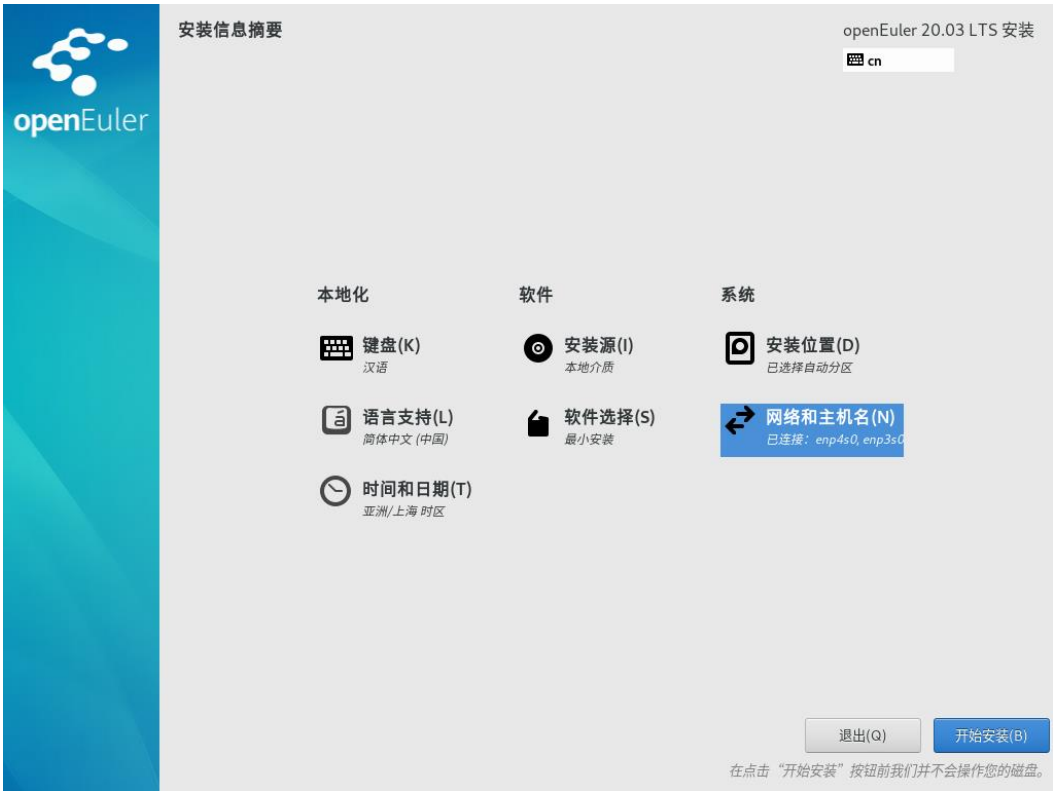 openEuler
安装信息摘要
openEuler 20.03 LTS 安装
cn
本地化
键盘(K)
汉语
语言支持(L)
简体中文 (中国)
时间和日期(T)
亚洲/上海 时区
软件
安装源(I)
本地介质
软件选择(S)
最小安装
系统
安装位置(D)
已选择自动分区
网络和主机名(N)
已连接：enp4s0, enp3s0
退出(Q)
开始安装(B)
在点击“开始安装”按钮前我们并不会操作您的磁盘。